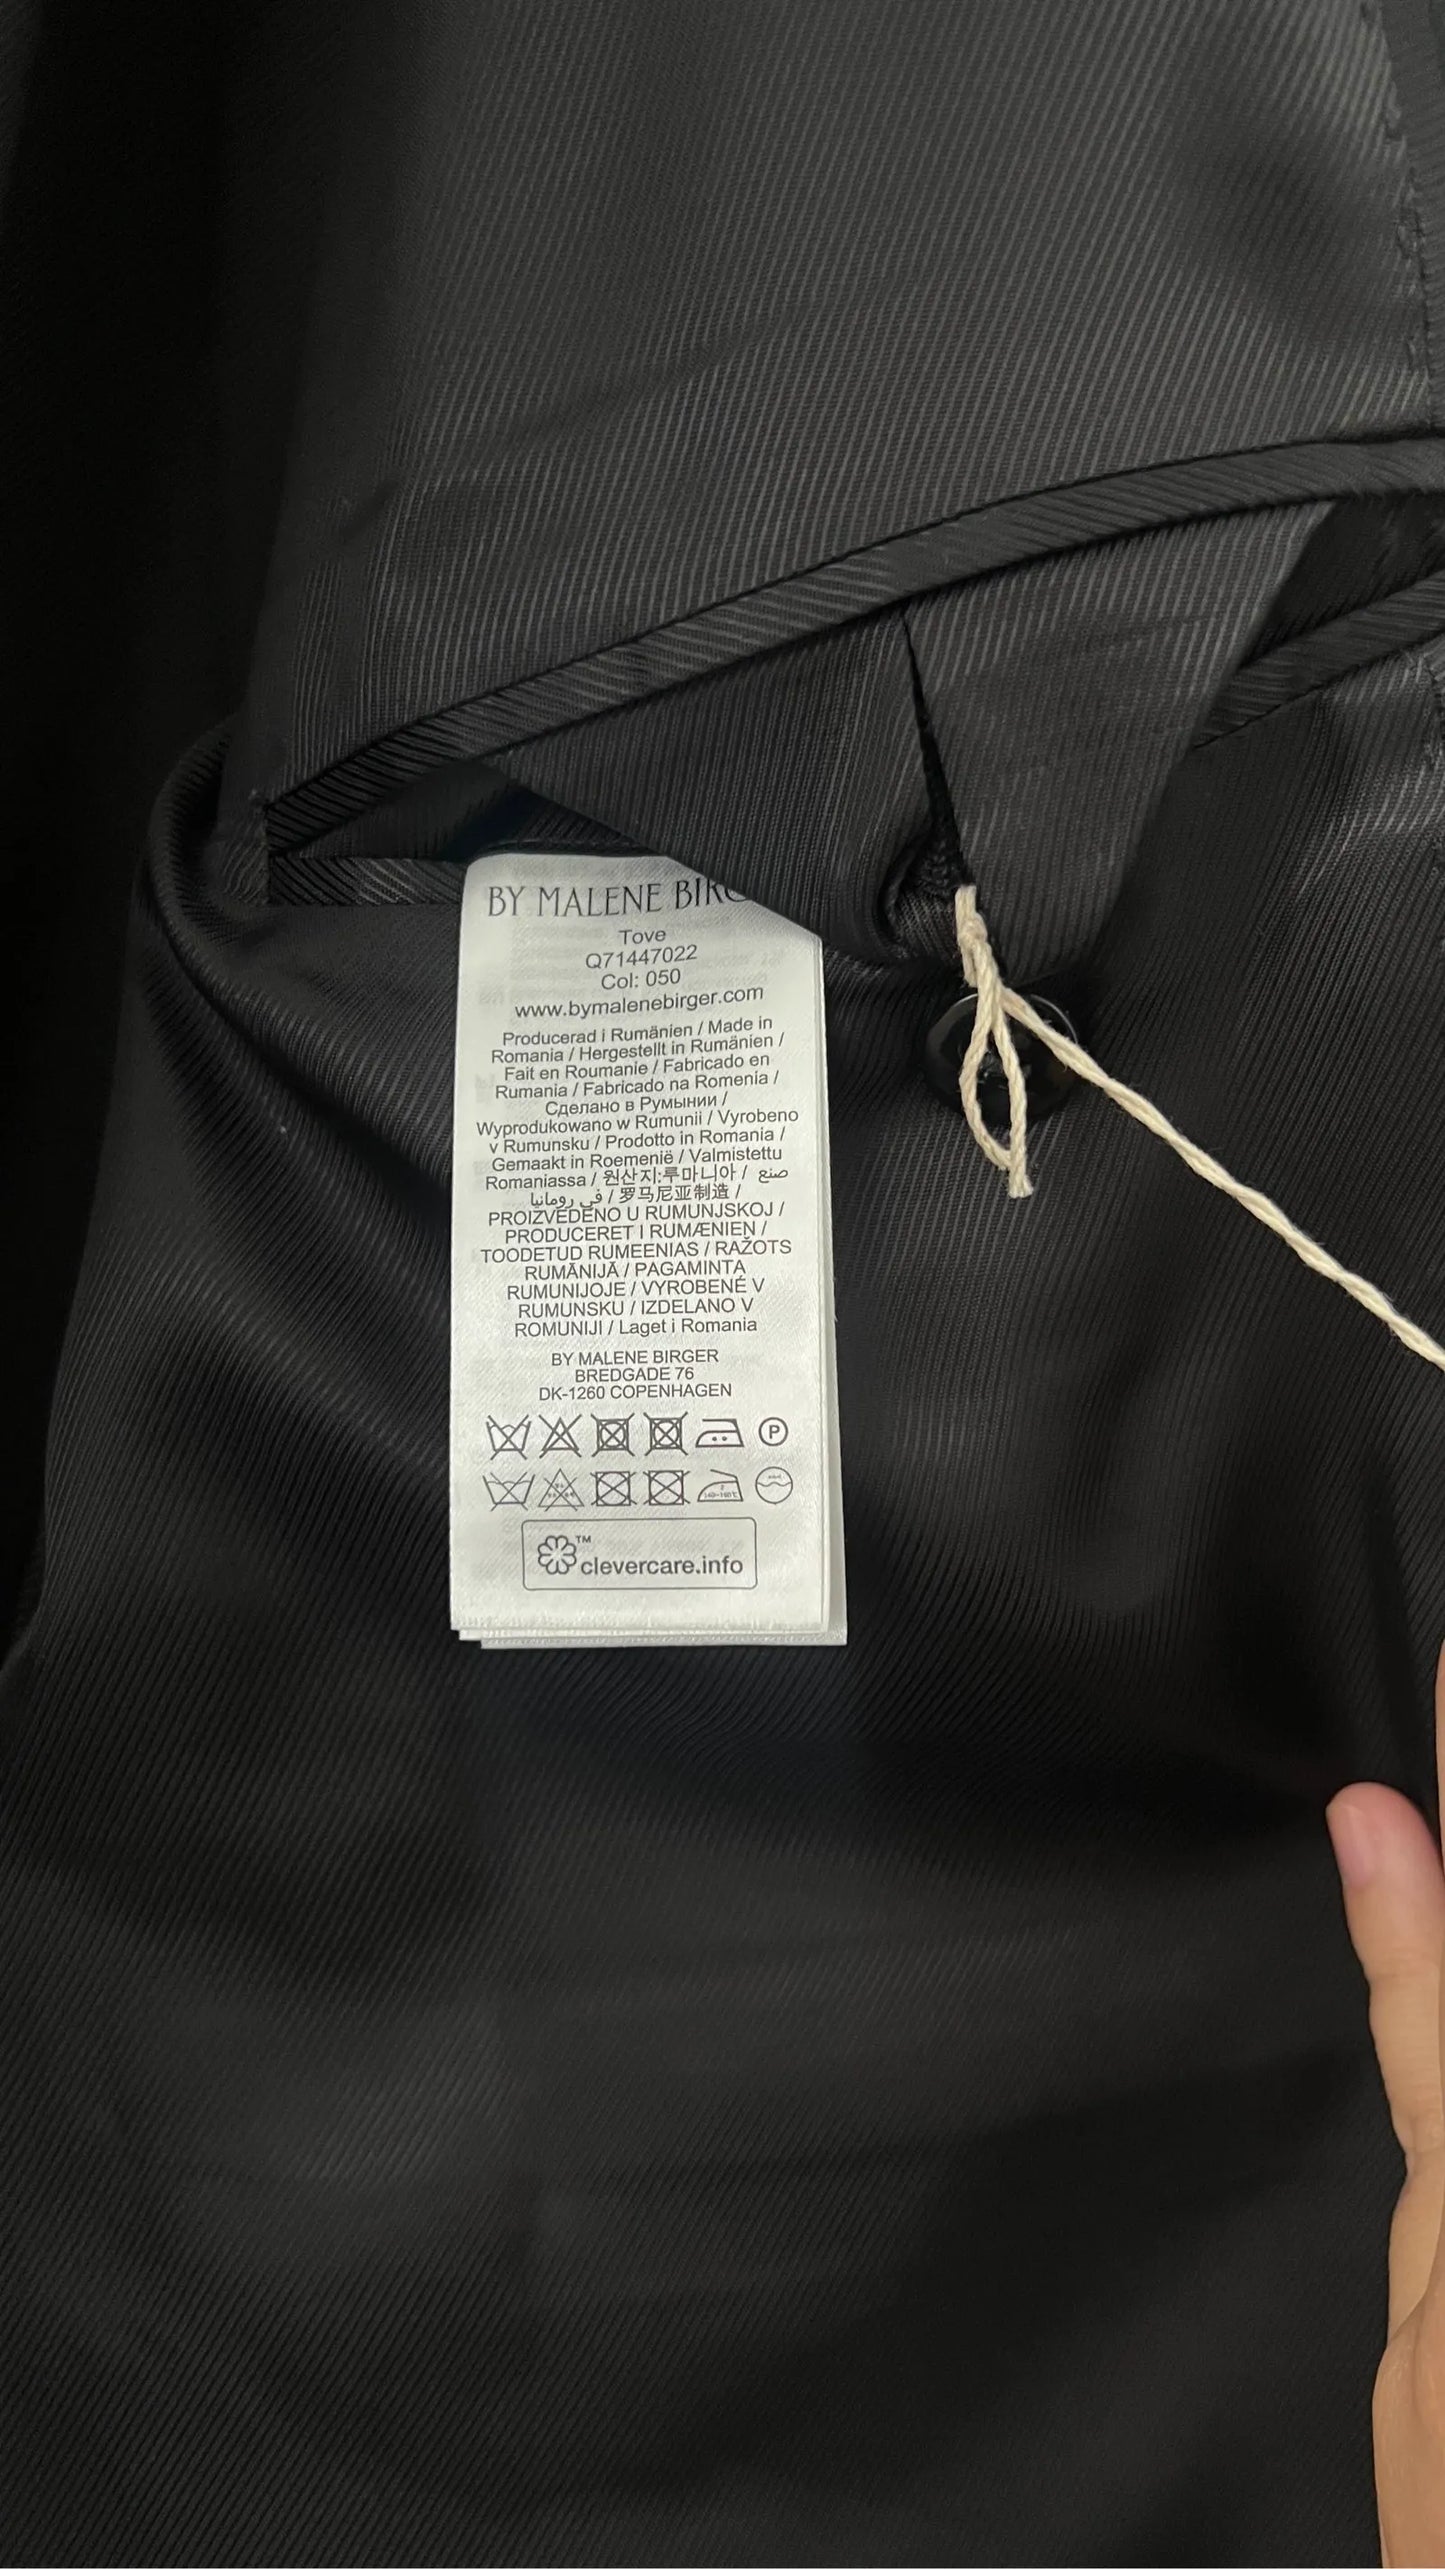 BY MALENE
Tove
Q71447022
Col: 050
www.bymalenebirger.com
Producerad i Rumänien / Made in
Romania / Hergestellt in Rumänien /
Fait en Roumanie / Fabricado en
Rumania / Fabricado na Romenia /
Сделано в Румынии /
Wyprodukowano w Rumunii / Vyrobeno
v Rumunsku / Prodotto in Romania /
Gemaakt in Roemenië / Valmistettu
Romaniassa / 원산지:루마니아 / صنع
في رومانيا / 罗马尼亚制造 /
PROIZVEDENO U RUMUNJSKOJ /
PRODUCERET I RUMÆNIEN /
TOODETUD RUMEENIAS / RAŽOTS
RUMĀNIJĀ / PAGAMINTA
RUMUNIJOJE / VYROBENÉ V
RUMUNSKU / IZDELANO V
ROMUNIJI / Laget i Romania
BY MALENE BIRGER
BREDGADE 76
DK-1260 COPENHAGEN
P
™
clevercare.info